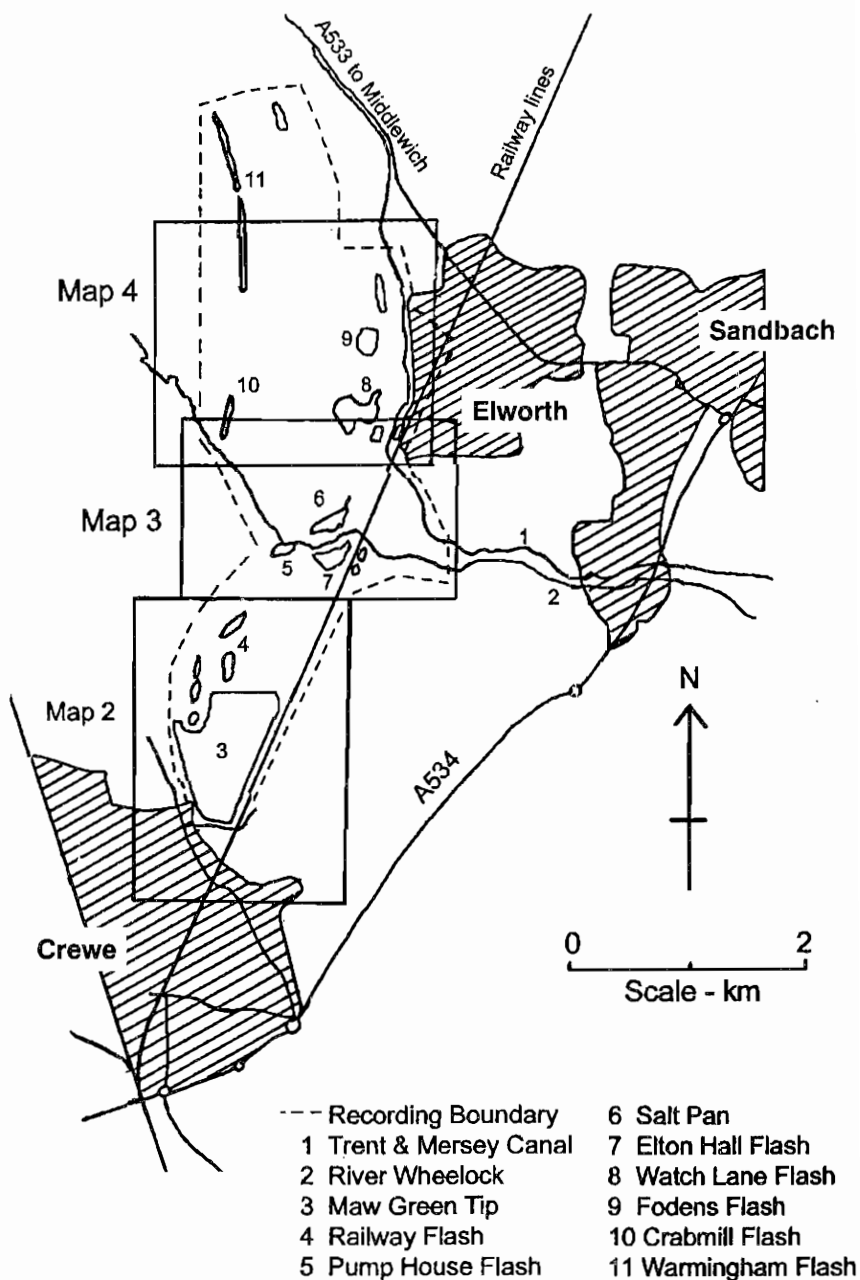 A533 to Middlewich
Railway lines
11
Map 4
Sandbach
9
10
8
Elworth
6
Map 3
1
5
7
2
4
N
Map 2
3
A534
Crewe
0 2
Scale - km
--- Recording Boundary
1 Trent & Mersey Canal
2 River Wheelock
3 Maw Green Tip
4 Railway Flash
5 Pump House Flash
6 Salt Pan
7 Elton Hall Flash
8 Watch Lane Flash
9 Fodens Flash
10 Crabmill Flash
11 Warmingham Flash